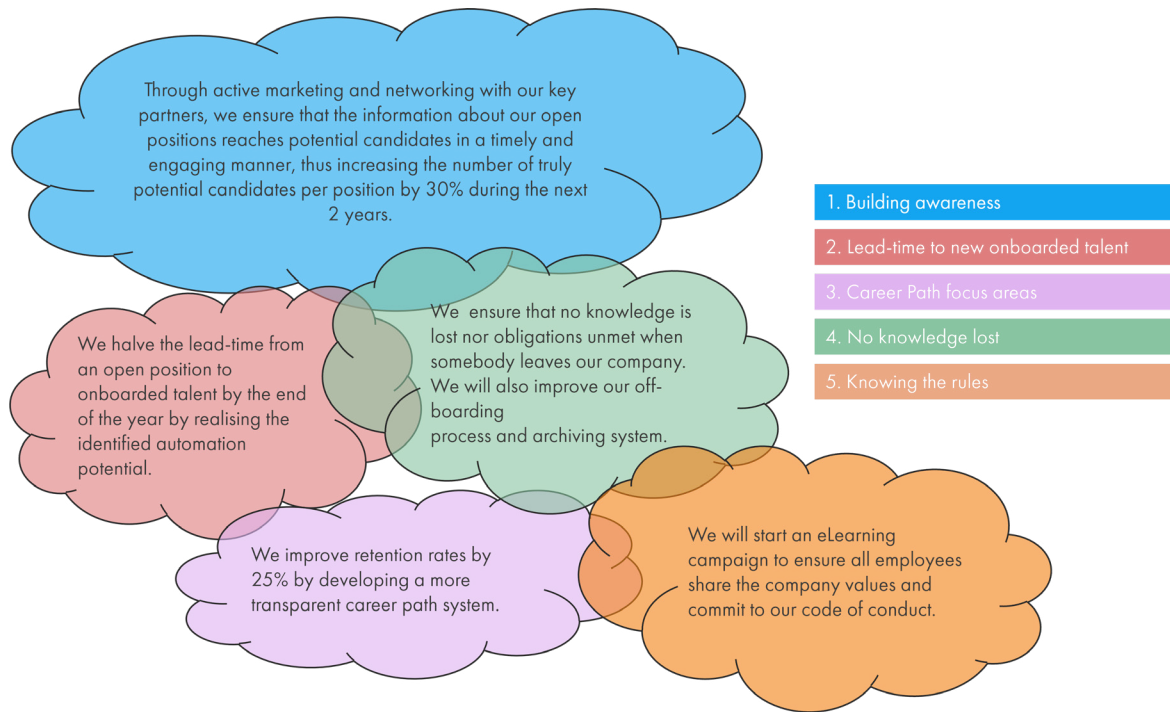 Through active marketing and networking with our key
partners, we ensure that the information about our open
positions reaches potential candidates in a timely and
engaging manner, thus increasing the number of truly
potential candidates per position by 30% during the next
2 years.
1. Building awareness
2. Lead-time to new onboarded talent
3. Career Path focus areas
4. No knowledge lost
5. Knowing the rules
We halve the lead-time from
an open position to
onboarded talent by the end
of the year by realising the
identified automation
potential.
We  ensure that no knowledge is
lost nor obligations unmet when
somebody leaves our company.
We will also improve our off-
boarding
process and archiving system.
We improve retention rates by
25% by developing a more
transparent career path system.
We will start an eLearning
campaign to ensure all employees
share the company values and
commit to our code of conduct.